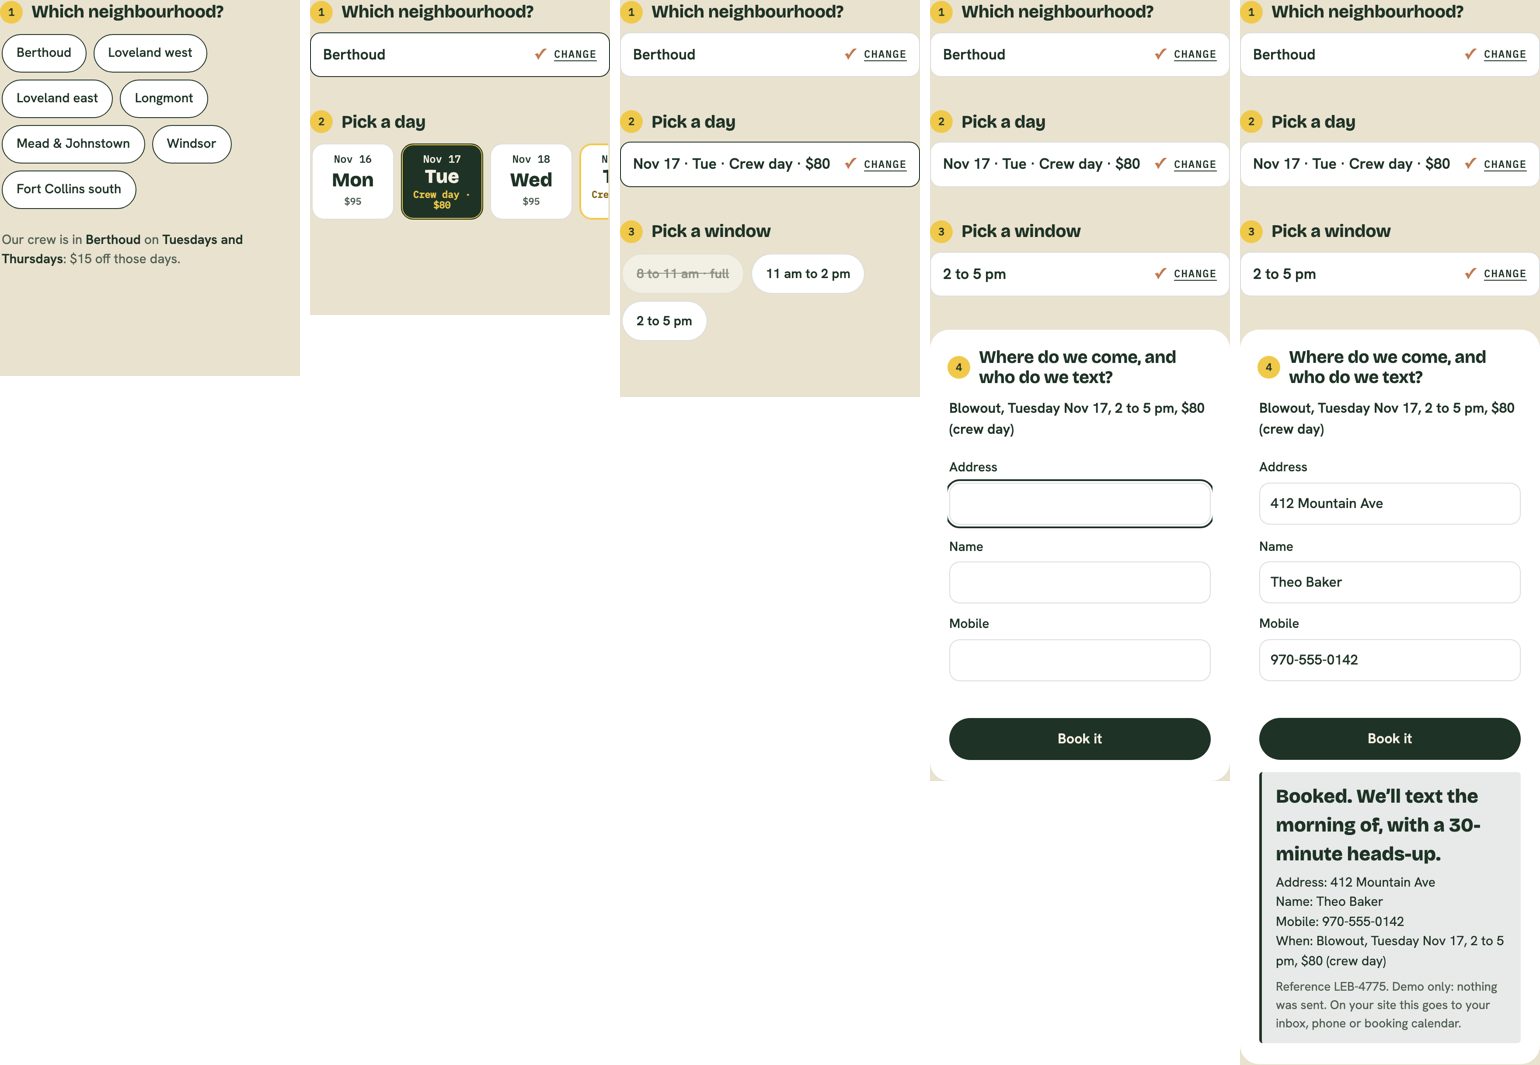 1 Which neighbourhood?
Berthoud
Loveland west
Loveland east
Longmont
Mead & Johnstown
Windsor
Fort Collins south
Our crew is in Berthoud on Tuesdays and
Thursdays: $15 off those days.
1 Which neighbourhood?
Berthoud ✓ CHANGE
2 Pick a day
Nov 16
Mon
$95
Nov 17
Tue
Crew day ·
$80
Nov 18
Wed
$95
1 Which neighbourhood?
Berthoud ✓ CHANGE
2 Pick a day
Nov 17 · Tue · Crew day · $80 ✓ CHANGE
3 Pick a window
8 to 11 am · full
11 am to 2 pm
2 to 5 pm
1 Which neighbourhood?
Berthoud ✓ CHANGE
2 Pick a day
Nov 17 · Tue · Crew day · $80 ✓ CHANGE
3 Pick a window
2 to 5 pm ✓ CHANGE
4 Where do we come, and
who do we text?
Blowout, Tuesday Nov 17, 2 to 5 pm, $80
(crew day)
Address
Name
Mobile
Book it
1 Which neighbourhood?
Berthoud ✓ CHANGE
2 Pick a day
Nov 17 · Tue · Crew day · $80 ✓ CHANGE
3 Pick a window
2 to 5 pm ✓ CHANGE
4 Where do we come, and
who do we text?
Blowout, Tuesday Nov 17, 2 to 5 pm, $80
(crew day)
Address
412 Mountain Ave
Name
Theo Baker
Mobile
970-555-0142
Book it
Booked. We'll text the
morning of, with a 30-
minute heads-up.
Address: 412 Mountain Ave
Name: Theo Baker
Mobile: 970-555-0142
When: Blowout, Tuesday Nov 17, 2 to 5
pm, $80 (crew day)
Reference LEB-4775. Demo only: nothing
was sent. On your site this goes to your
inbox, phone or booking calendar.